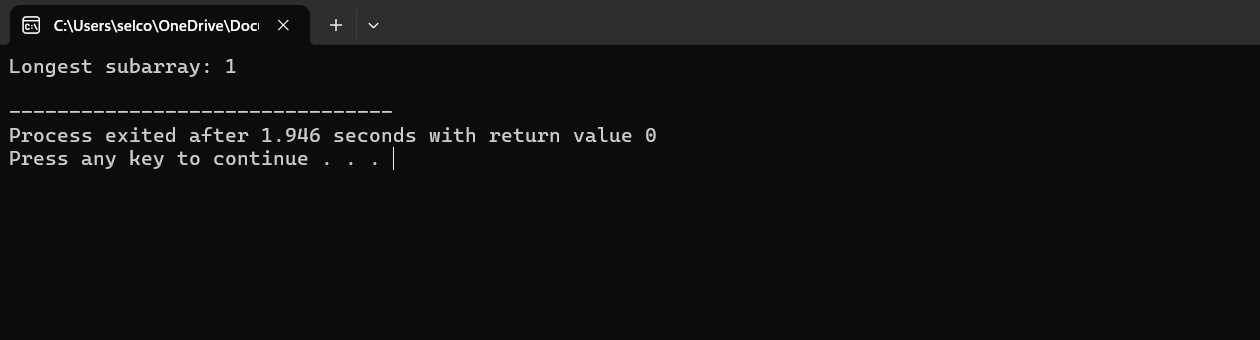 C:\Users\selco\OneDrive\Doc
Longest subarray: 1
--------------------------------
Process exited after 1.946 seconds with return value 0
Press any key to continue . . .